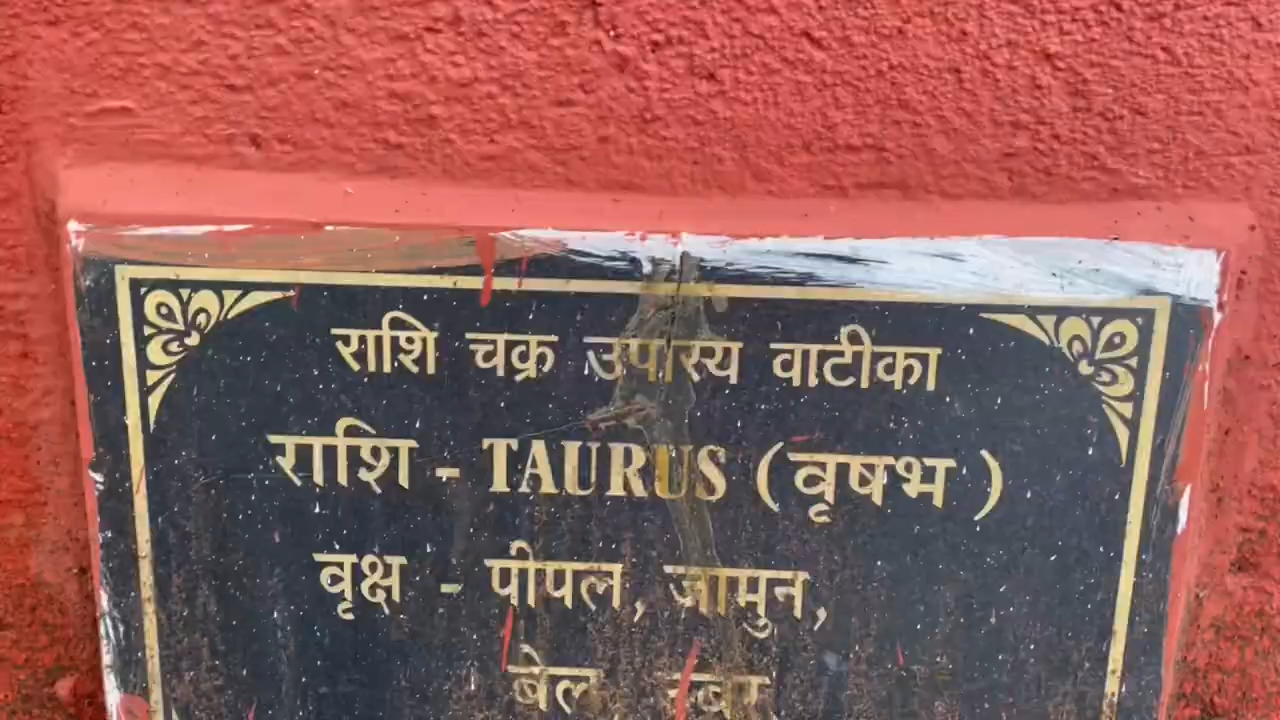 राशि चक्र उपास्य वाटीका
राशि - TAURUS (वृषभ)
वृक्ष - पीपल, जामुन,
बेल